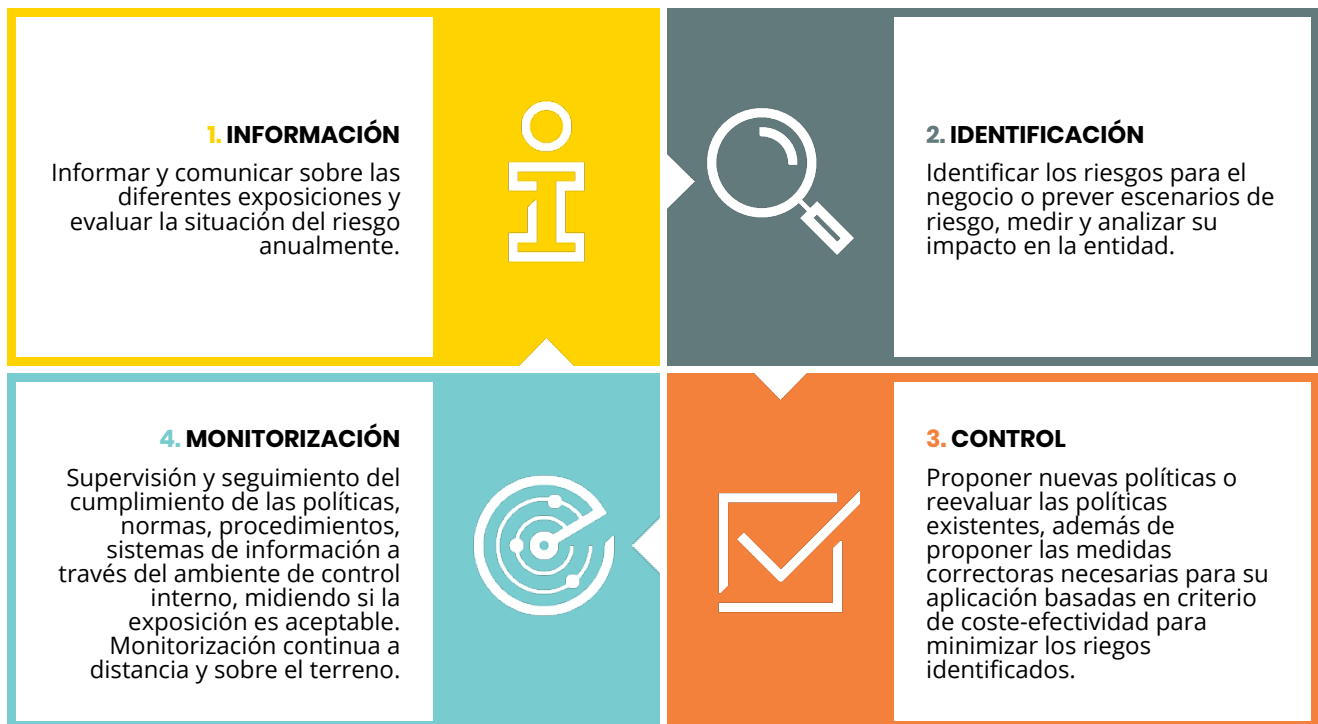 1. INFORMACIÓN
Informar y comunicar sobre las
diferentes exposiciones y
evaluar la situación del riesgo
anualmente.
2. IDENTIFICACIÓN
Identificar los riesgos para el
negocio o prever escenarios de
riesgo, medir y analizar su
impacto en la entidad.
3. CONTROL
Proponer nuevas políticas o
reevaluar las políticas
existentes, además de
proponer las medidas
correctoras necesarias para su
aplicación basadas en criterio
de coste-efectividad para
minimizar los riegos
identificados.
4. MONITORIZACIÓN
Supervisión y seguimiento del
cumplimiento de las políticas,
normas, procedimientos,
sistemas de información a
través del ambiente de control
interno, midiendo si la
exposición es aceptable.
Monitorización continua a
distancia y sobre el terreno.